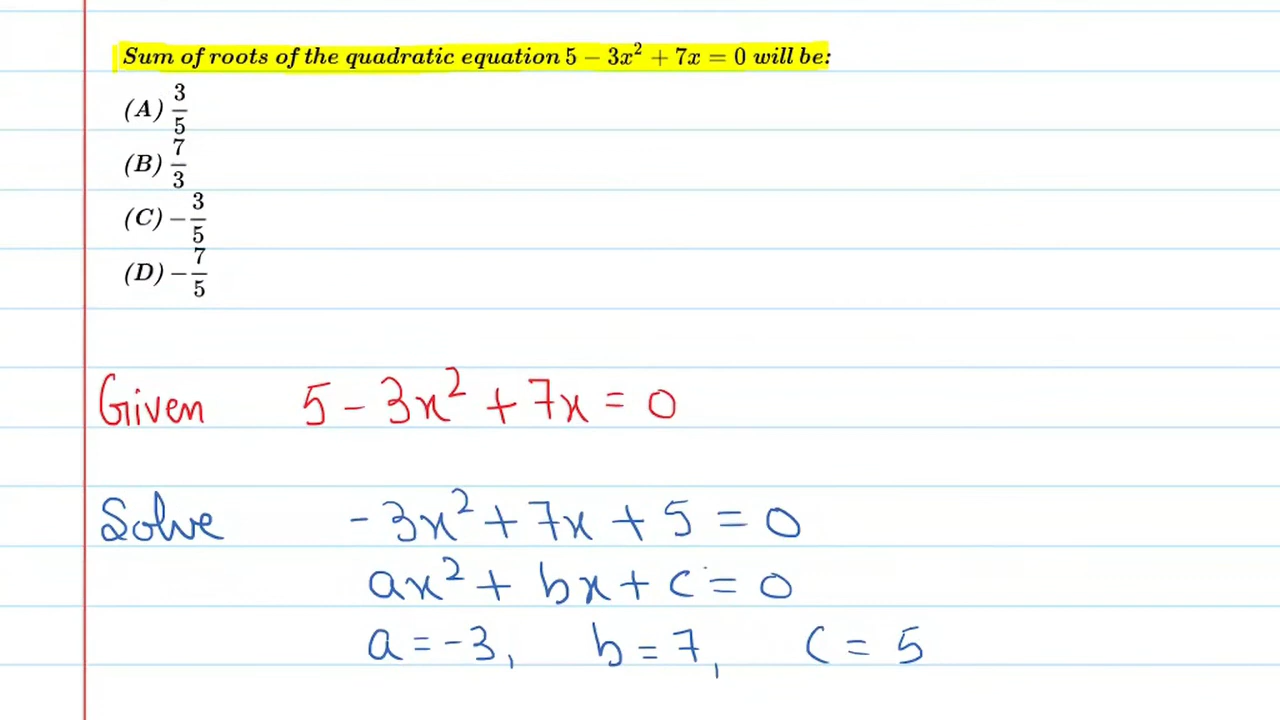 Sum of roots of the quadratic equation 5 − 3x² + 7x = 0 will be:
(A) 3/5
(B) 7/3
(C) −3/5
(D) −7/5
Given 5 − 3x² + 7x = 0
Solve -3x² + 7x + 5 = 0
ax² + bx + c = 0
a = -3, b = 7, c = 5